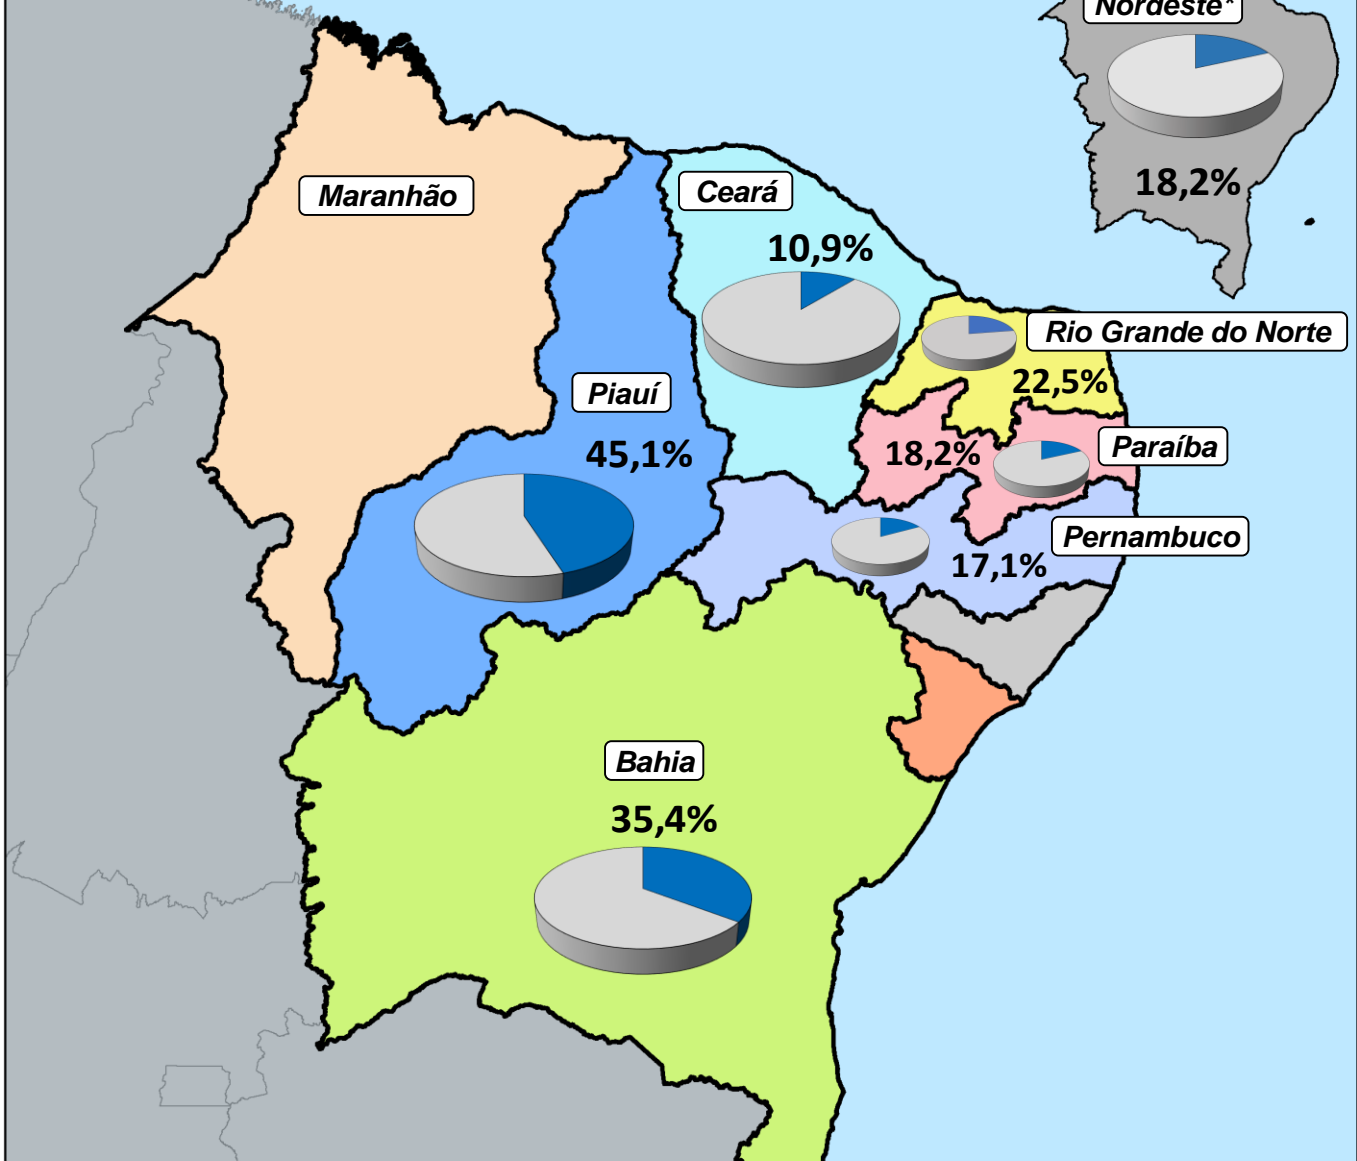 Nordeste*
18,2%
Maranhão
Ceará
10,9%
Rio Grande do Norte
22,5%
Piauí
45,1%
18,2%
Paraíba
Pernambuco
17,1%
Bahia
35,4%